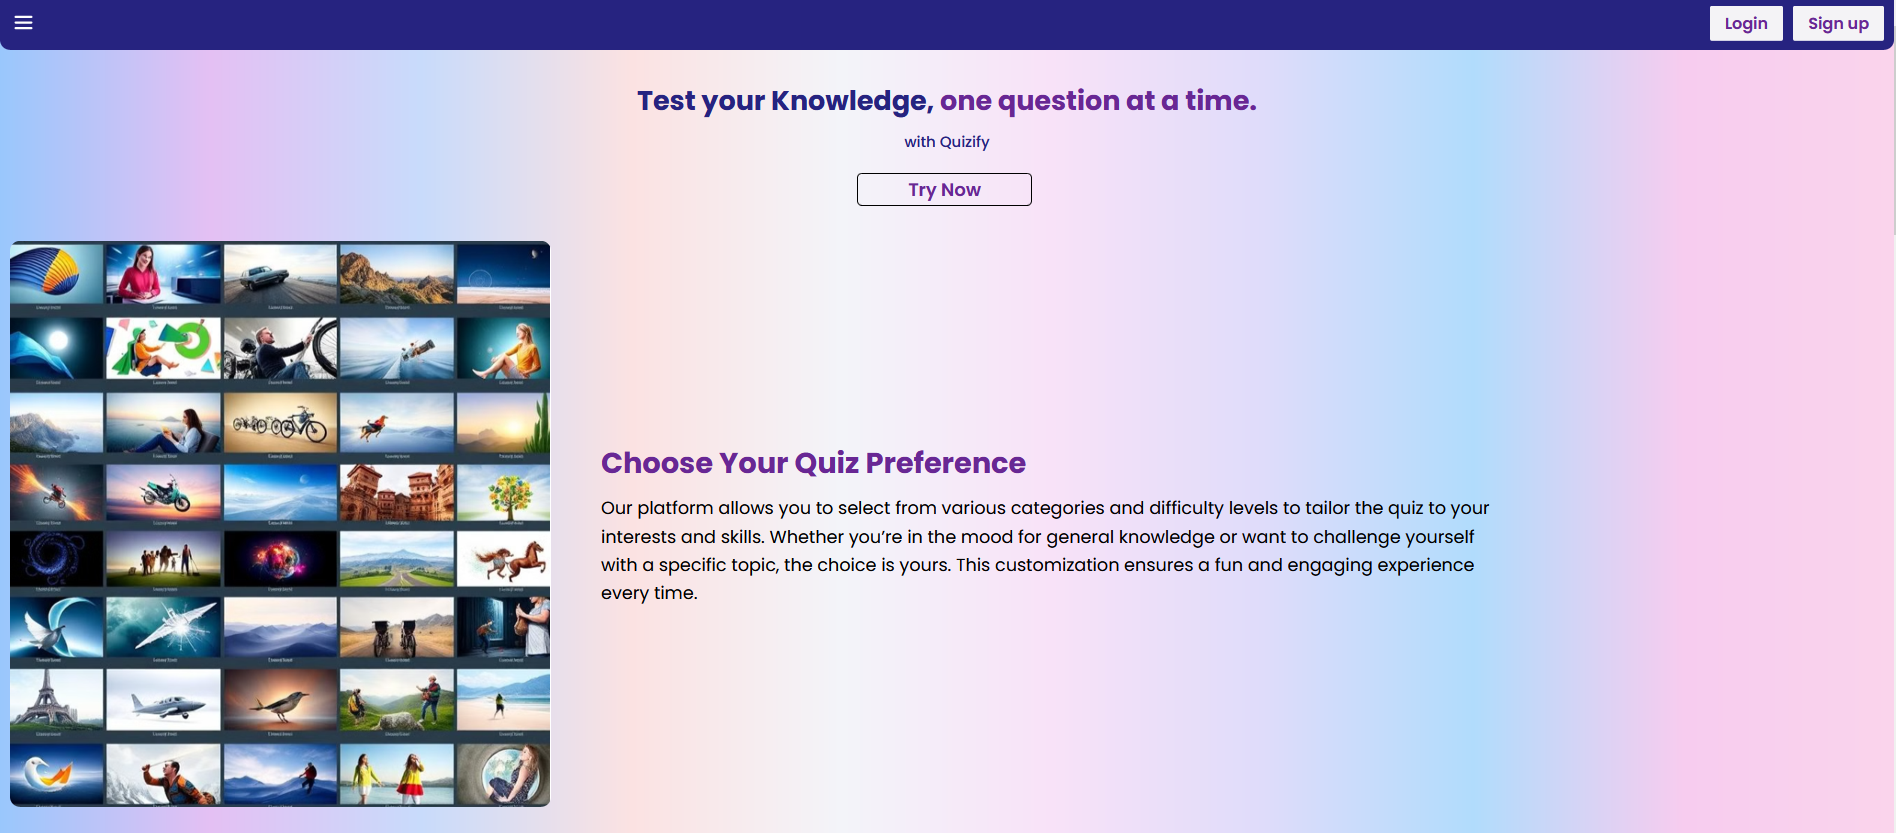 Login
Sign up
Test your Knowledge, one question at a time.
with Quizify
Try Now
Choose Your Quiz Preference
Our platform allows you to select from various categories and difficulty levels to tailor the quiz to your
interests and skills. Whether you’re in the mood for general knowledge or want to challenge yourself
with a specific topic, the choice is yours. This customization ensures a fun and engaging experience
every time.